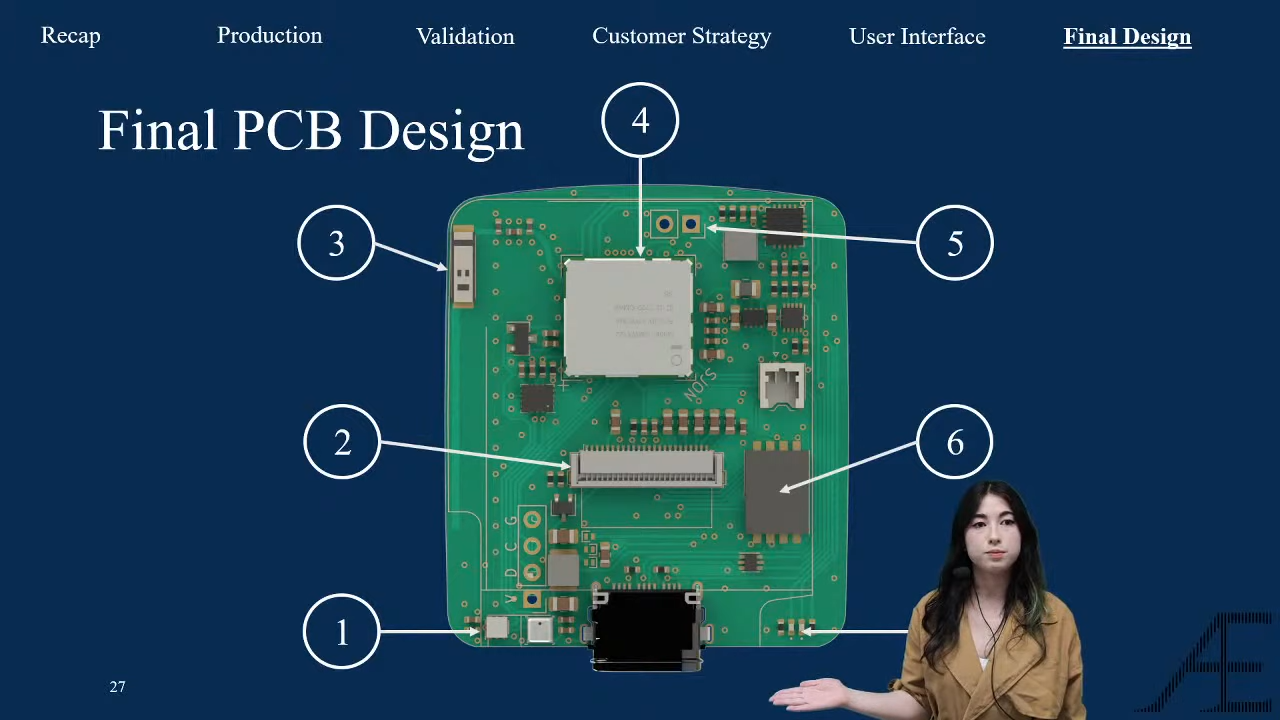 Recap
Production
Validation
Customer Strategy
User Interface
Final Design
Final PCB Design
4
3
5
2
6
1
SJON
G
C
D
V
27
Æ